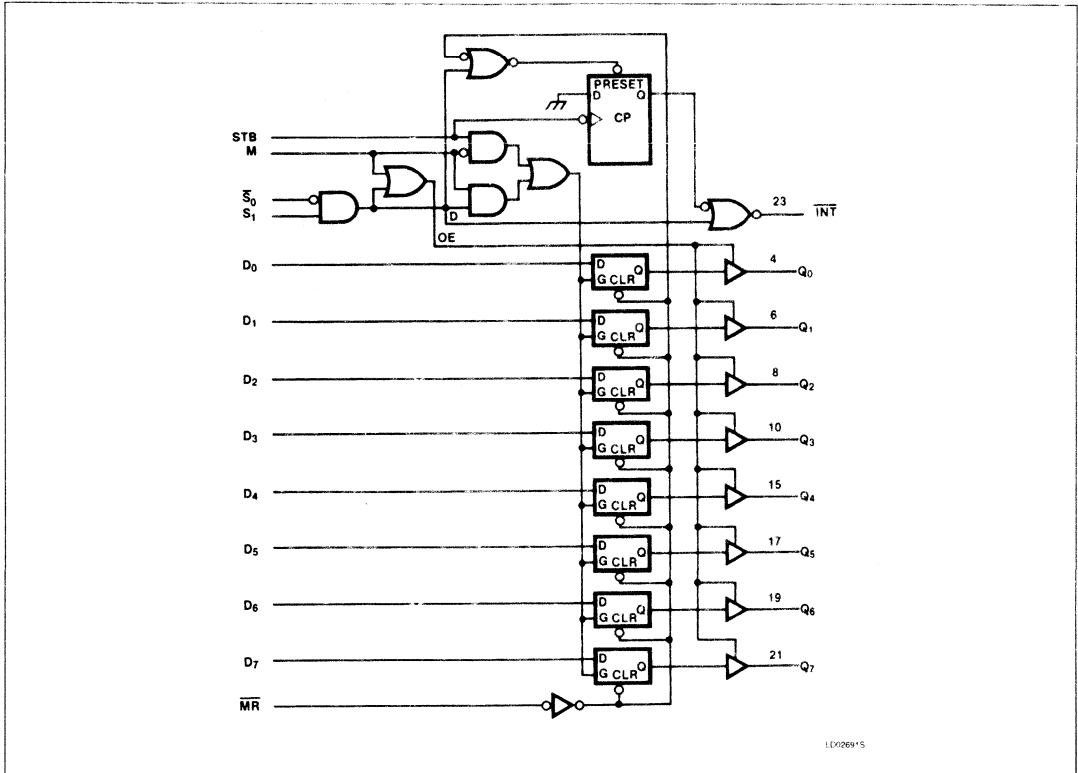 PRESET
D Q
CP
STB
M
S̅0
S1
D
OE
23
I̅N̅T̅
D0
D Q
G CLR
4
Q0
D1
D Q
G CLR
6
Q1
D2
D Q
G CLR
8
Q2
D3
D Q
G CLR
10
Q3
D4
D Q
G CLR
15
Q4
D5
D Q
G CLR
17
Q5
D6
D Q
G CLR
19
Q6
D7
D Q
G CLR
21
Q7
M̅R̅